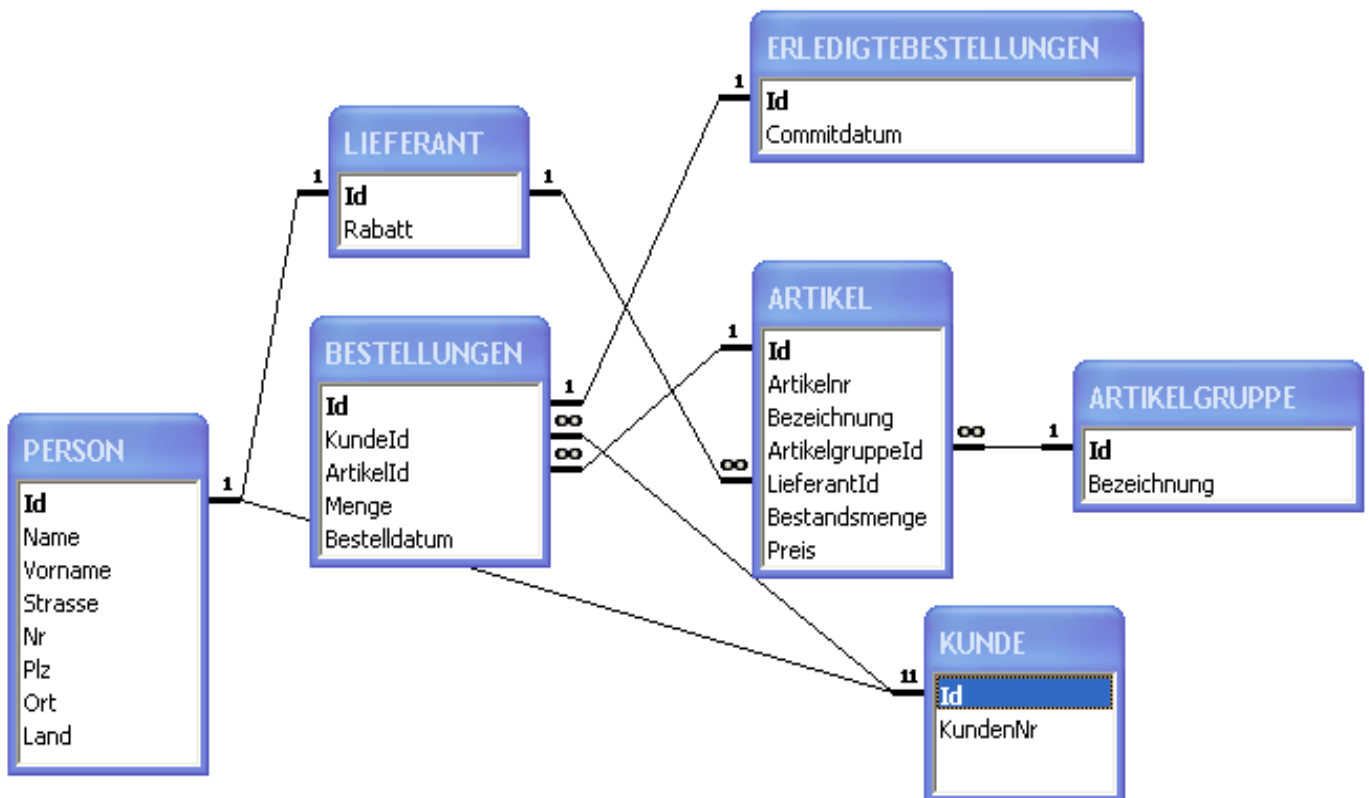 ERLEDIGTEBESTELLUNGEN
1
Id
Commitdatum
LIEFERANT
1
Id
1
Rabatt
BESTELLUNGEN
1
Id
∞
KundeId
∞
ArtikelId
Menge
Bestelldatum
ARTIKEL
1
Id
Artikelnr
Bezeichnung
ArtikelgruppeId
∞
LieferantId
∞
Bestandsmenge
Preis
ARTIKELGRUPPE
1
Id
Bezeichnung
PERSON
1
Id
Name
Vorname
Strasse
Nr
Plz
Ort
Land
KUNDE
11
Id
KundenNr